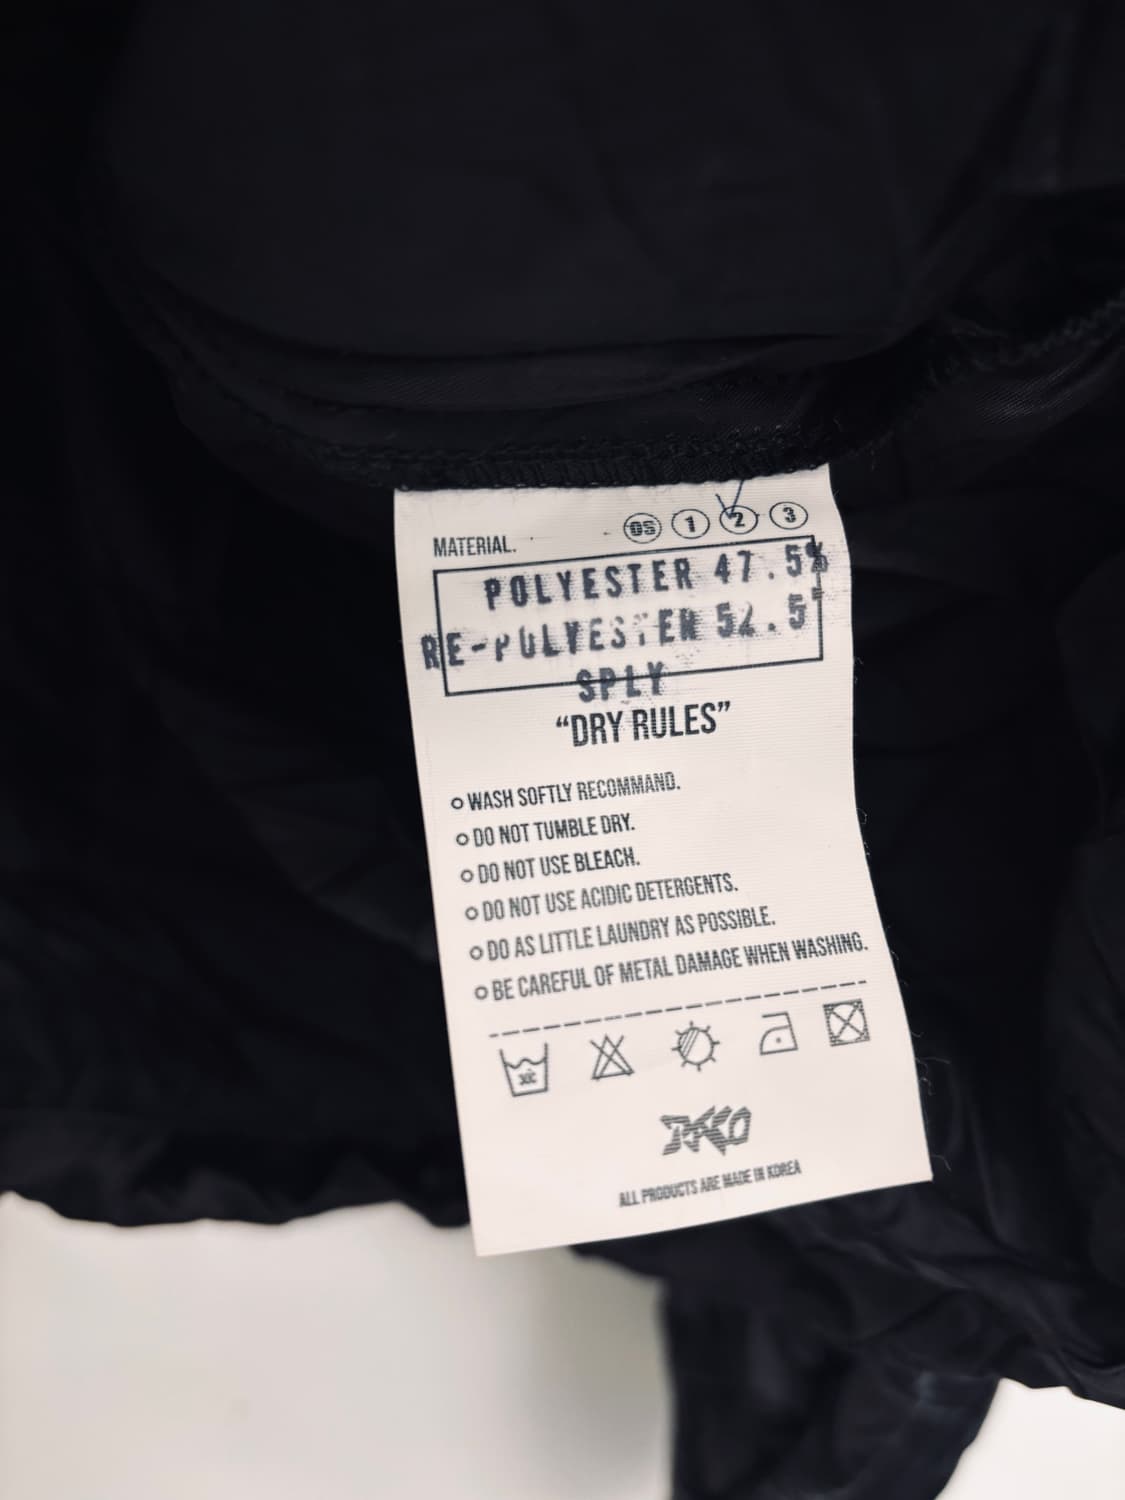 MATERIAL. OS 1 2 3
POLYESTER 47.5%
RE-POLYESTER 52.5
SPLY
“DRY RULES”
WASH SOFTLY RECOMMAND.
DO NOT TUMBLE DRY.
DO NOT USE BLEACH.
DO NOT USE ACIDIC DETERGENTS.
DO AS LITTLE LAUNDRY AS POSSIBLE.
BE CAREFUL OF METAL DAMAGE WHEN WASHING.
ALL PRODUCTS ARE MADE IN KOREA